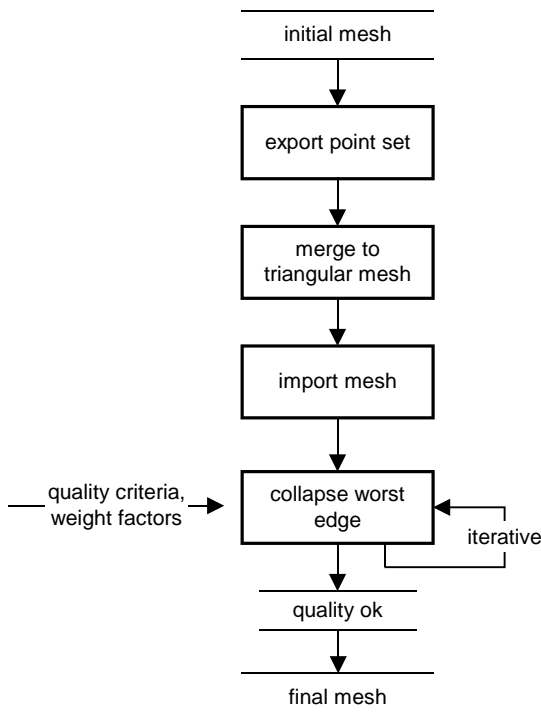 initial mesh
export point set
merge to
triangular mesh
import mesh
quality criteria,
weight factors
collapse worst
edge
iterative
quality ok
final mesh